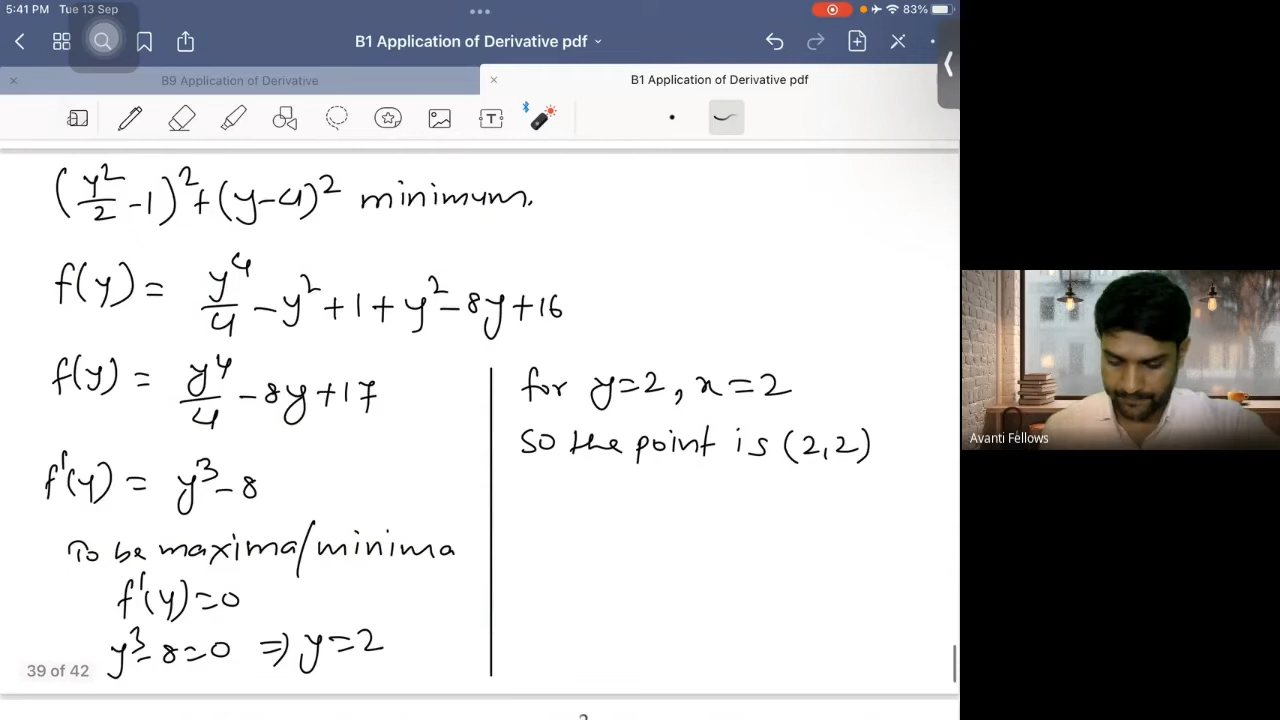 5:41 PM Tue 13 Sep
83%
B1 Application of Derivative pdf
B9 Application of Derivative
B1 Application of Derivative pdf
(y²/2 - 1)² + (y-4)² minimum.
f(y) = y⁴/4 - y² + 1 + y² - 8y + 16
f(y) = y⁴/4 - 8y + 17
f'(y) = y³ - 8
To be maxima/minima
f'(y) = 0
y³ - 8 = 0 ⇒ y = 2
for y=2, x=2
So the point is (2,2)
39 of 42
Avanti Fellows